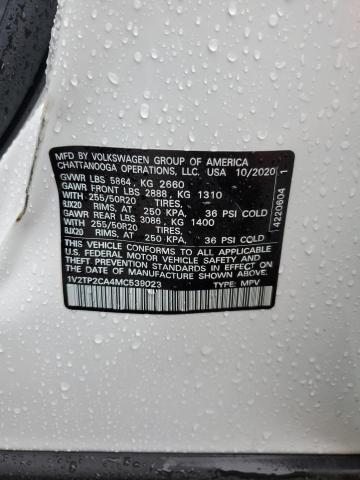 MFD. BY VOLKSWAGEN GROUP OF AMERICA
CHATTANOOGA OPERATIONS, LLC. USA 10/2020
GVWR LBS 5864, KG 2660
GAWR FRONT LBS 2888, KG 1310
WITH 255/50R20 TIRES,
8JX20 RIMS, AT 250 KPA, 36 PSI COLD
GAWR REAR LBS 3086, KG 1400
WITH 255/50R20 TIRES,
8JX20 RIMS, AT 250 KPA, 36 PSI COLD
THIS VEHICLE CONFORMS TO ALL APPLICABLE
U.S. FEDERAL MOTOR VEHICLE SAFETY AND
THEFT PREVENTION STANDARDS IN EFFECT ON THE
DATE OF MANUFACTURE SHOWN ABOVE.
1V2TP2CA4MC539023 TYPE: MPV
4220604 1